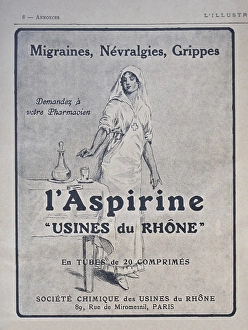 8 — ANNONCES
L'ILLUSTR
Migraines, Névralgies, Grippes
Demandez à
votre Pharmacien
l'Aspirine
"USINES du RHÔNE"
En TUBES de 20 COMPRIMÉS
SOCIÉTÉ CHIMIQUE des USINES du RHÔNE
89, Rue de Miromesnil, PARIS